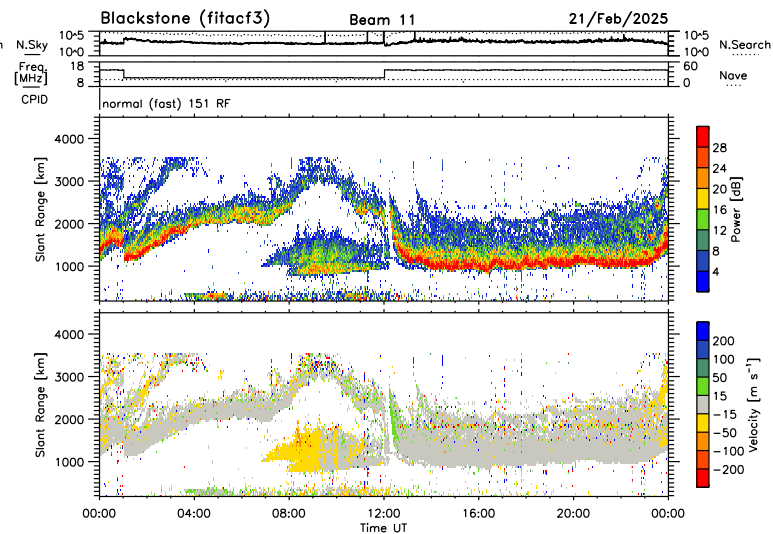 Blackstone (fitacf3) Beam 11 21/Feb/2025
N.Sky 10^5 10^0 10^5 10^0 N.Search
Freq. [MHz] 18 8 60 0 Nave
CPID normal (fast) 151 RF
Slant Range [km] 4000 3000 2000 1000
Power [dB] 28 24 20 16 12 8 4
Slant Range [km] 4000 3000 2000 1000
Velocity [m s⁻¹] 200 100 50 15 −15 −50 −100 −200
00:00 04:00 08:00 12:00 16:00 20:00 00:00
Time UT